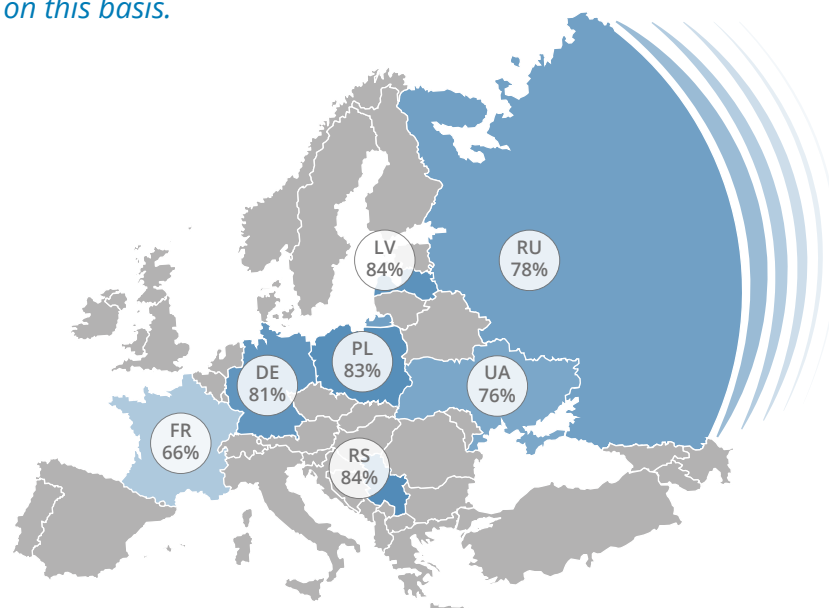 on this basis.
LV
84%
RU
78%
PL
83%
DE
81%
UA
76%
FR
66%
RS
84%